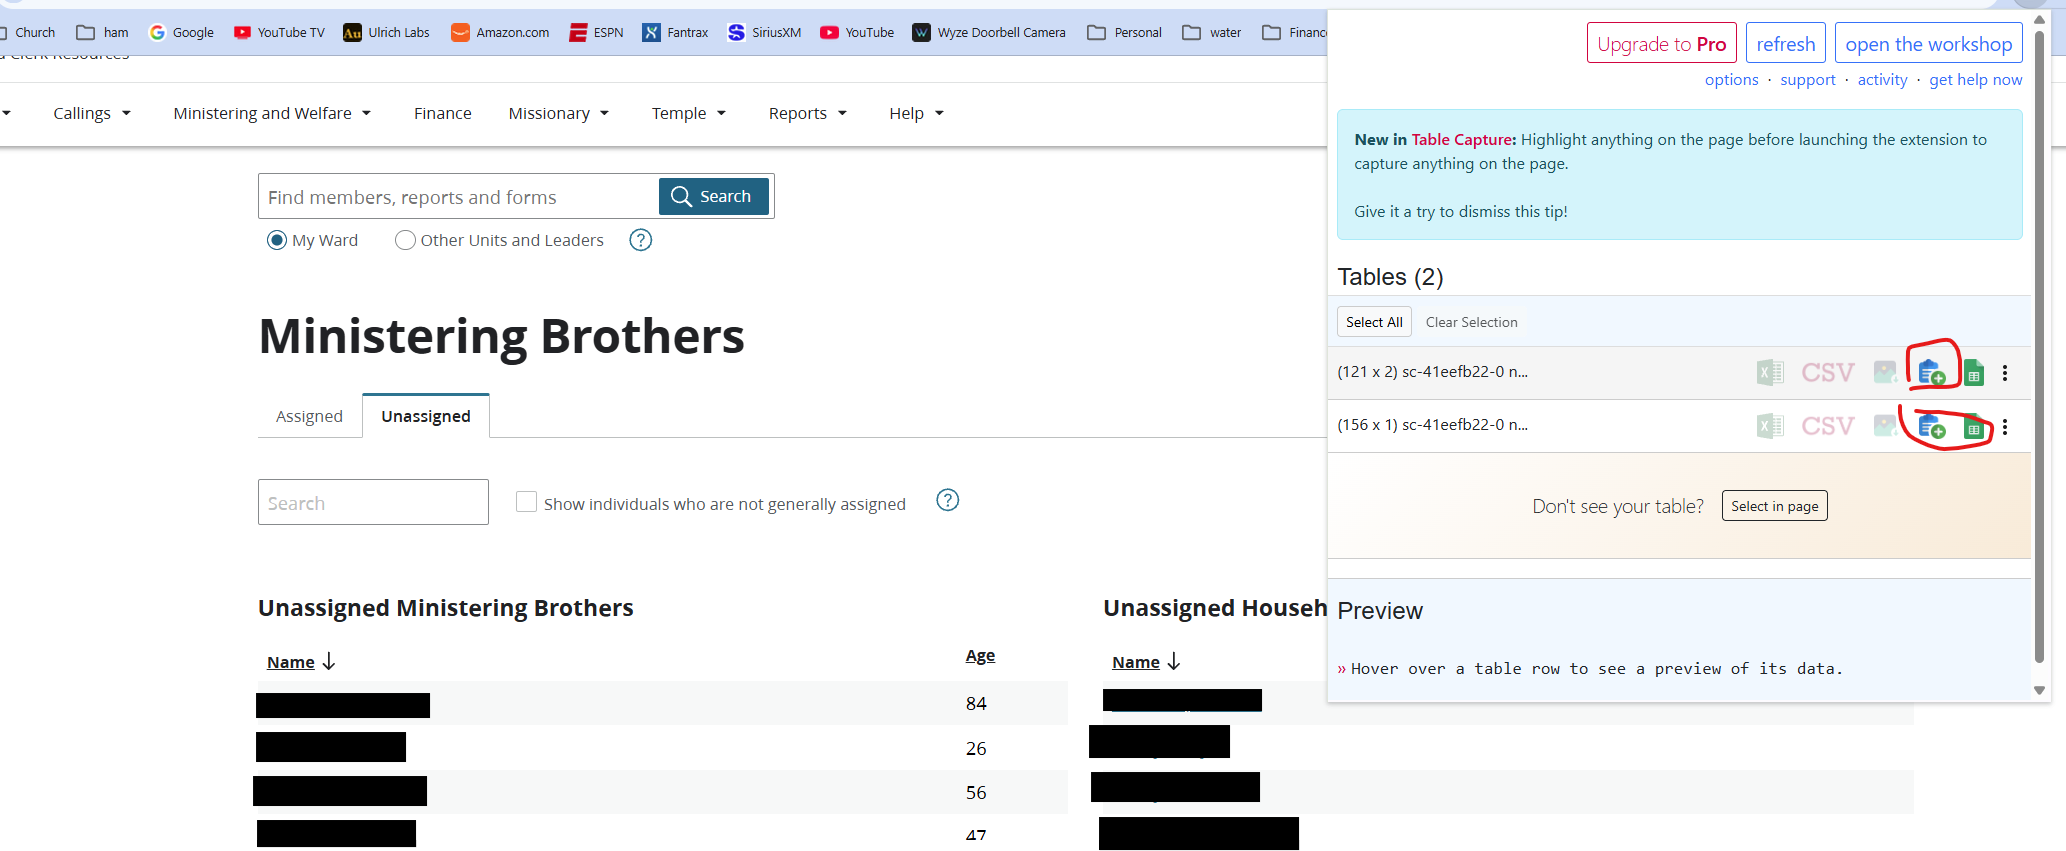 Church ham Google YouTube TV Au Ulrich Labs Amazon.com ESPN Fantrax SiriusXM YouTube W Wyze Doorbell Camera Personal water Financ
Clerk Resources
Callings Ministering and Welfare Finance Missionary Temple Reports Help
Find members, reports and forms Search
My Ward Other Units and Leaders ?
Ministering Brothers
Assigned Unassigned
Search Show individuals who are not generally assigned ?
Unassigned Ministering Brothers
Name ↓ Age
84
26
56
47
Unassigned Househ
Name ↓
Upgrade to Pro refresh open the workshop
options · support · activity · get help now
New in Table Capture: Highlight anything on the page before launching the extension to
capture anything on the page.
Give it a try to dismiss this tip!
Tables (2)
Select All Clear Selection
(121 x 2) sc-41eefb22-0 n... X CSV
(156 x 1) sc-41eefb22-0 n... X CSV
Don't see your table? Select in page
Preview
» Hover over a table row to see a preview of its data.